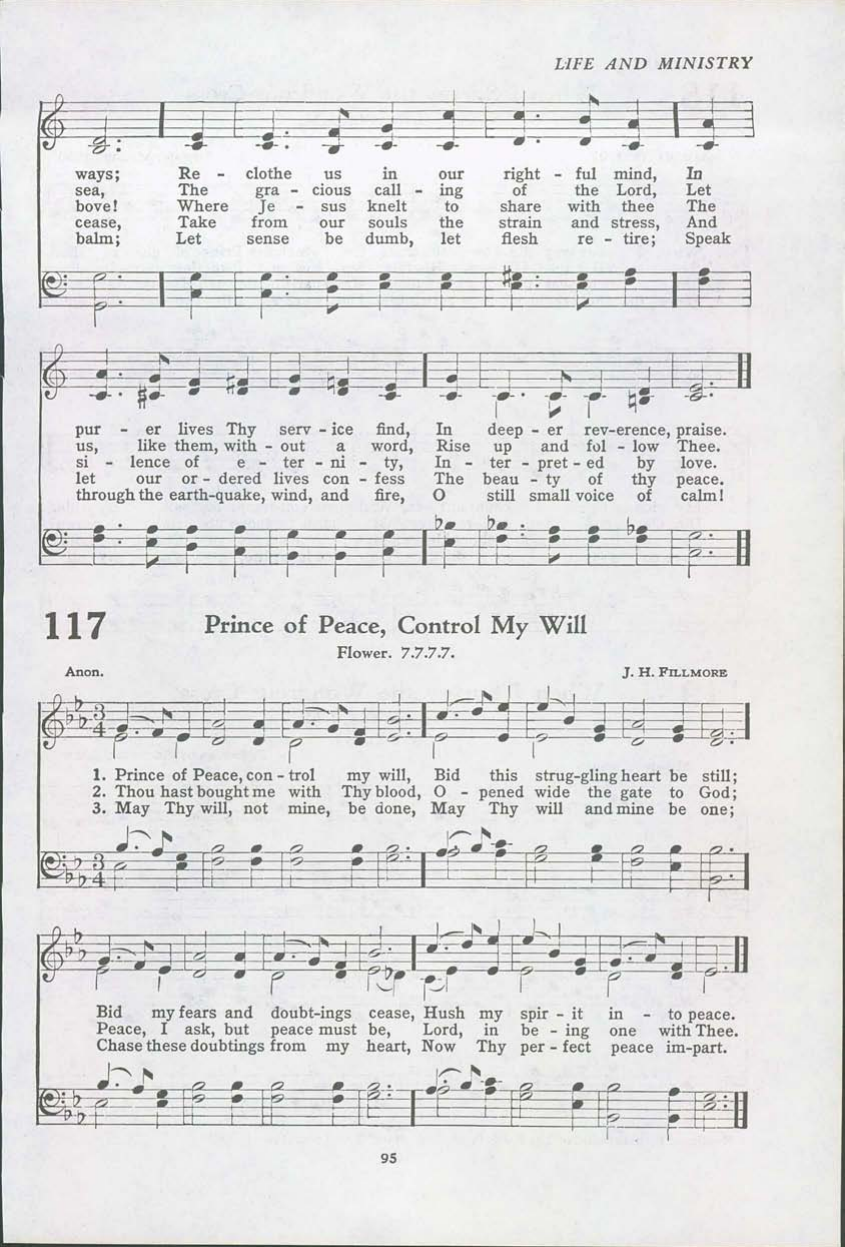 LIFE AND MINISTRY
ways; Re - clothe us in our right - ful mind, In
sea, The gra - cious call - ing of the Lord, Let
bove! Where Je - sus knelt to share with thee The
cease, Take from our souls the strain and stress, And
balm; Let sense be dumb, let flesh re - tire; Speak
pur - er lives Thy serv - ice find, In deep - er rev-erence, praise.
us, like them, with - out a word, Rise up and fol - low Thee.
si - lence of e - ter - ni - ty, In - ter - pret - ed by love.
let our or - dered lives con - fess The beau - ty of thy peace.
through the earth-quake, wind, and fire, O still small voice of calm!
117 Prince of Peace, Control My Will
Flower. 7.7.7.7.
Anon. J. H. FILLMORE
3
4
1. Prince of Peace, con - trol my will, Bid this strug-gling heart be still;
2. Thou hast bought me with Thy blood, O - pened wide the gate to God;
3. May Thy will, not mine, be done, May Thy will and mine be one;
3
4
Bid my fears and doubt-ings cease, Hush my spir - it in - to peace.
Peace, I ask, but peace must be, Lord, in be - ing one with Thee.
Chase these doubtings from my heart, Now Thy per - fect peace im-part.
95